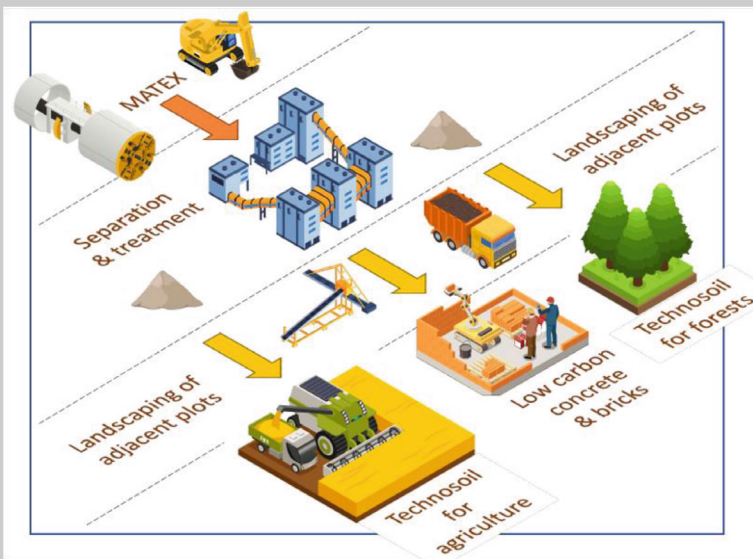 MATEX
Separation
& treatment
Landscaping of
adjacent plots
Landscaping of
adjacent plots
Technosoil
for forests
Low carbon
concrete
& bricks
Technosoil
for
agriculture